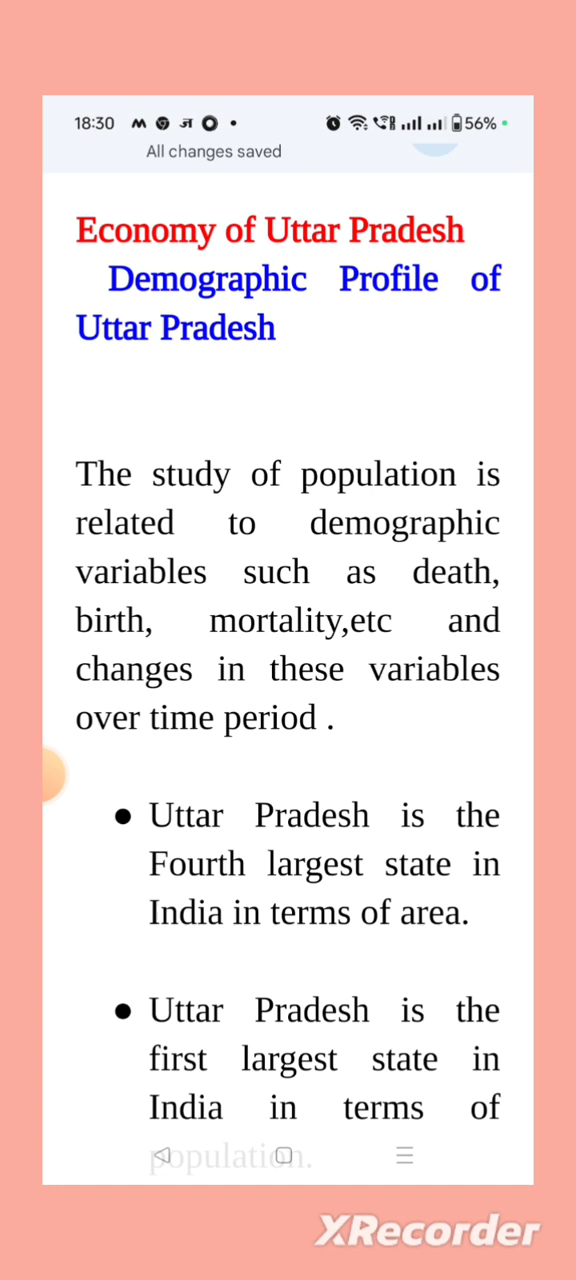 18:30
56%
All changes saved
Economy of Uttar Pradesh
Demographic Profile of
Uttar Pradesh
The study of population is
related to demographic
variables such as death,
birth, mortality,etc and
changes in these variables
over time period .
● Uttar Pradesh is the
Fourth largest state in
India in terms of area.
● Uttar Pradesh is the
first largest state in
India in terms of
population.
XRecorder